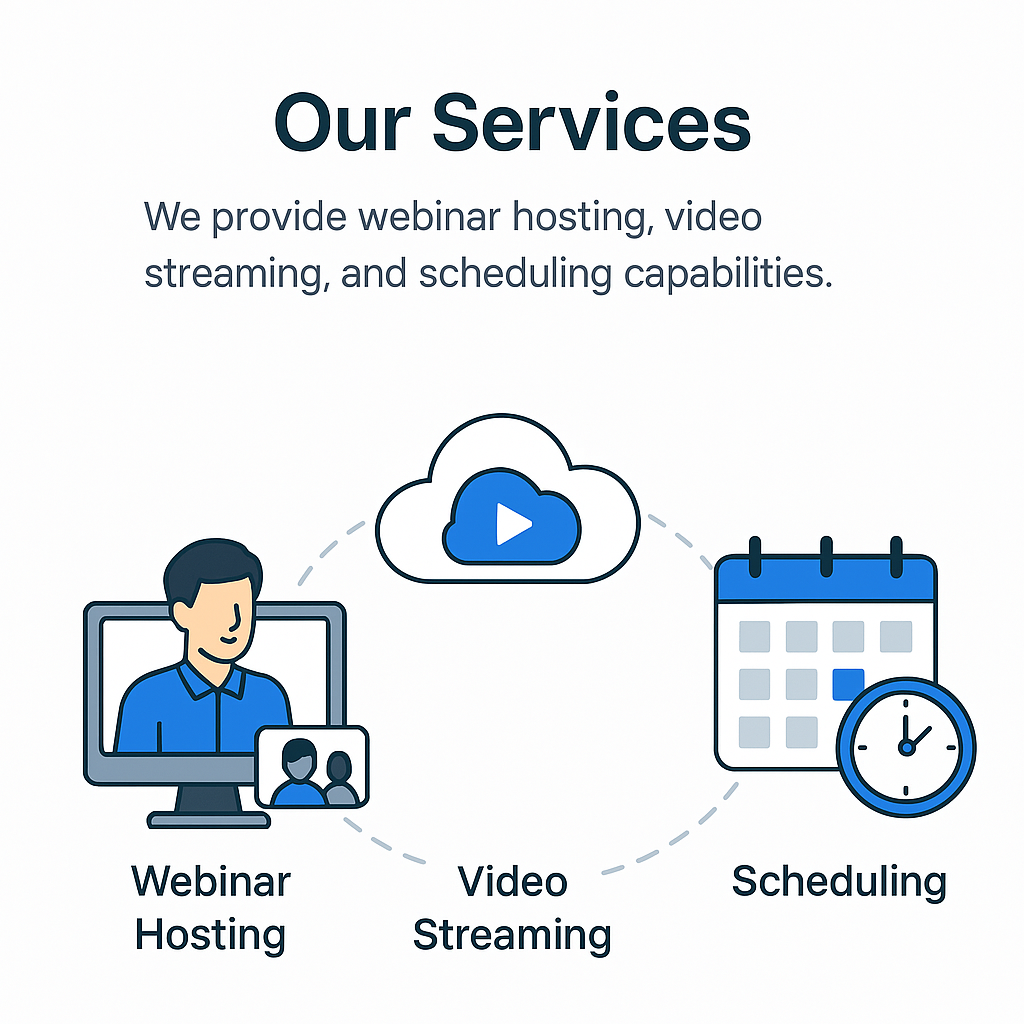 Our Services
We provide webinar hosting, video
streaming, and scheduling capabilities.
Webinar
Hosting
Video
Streaming
Scheduling